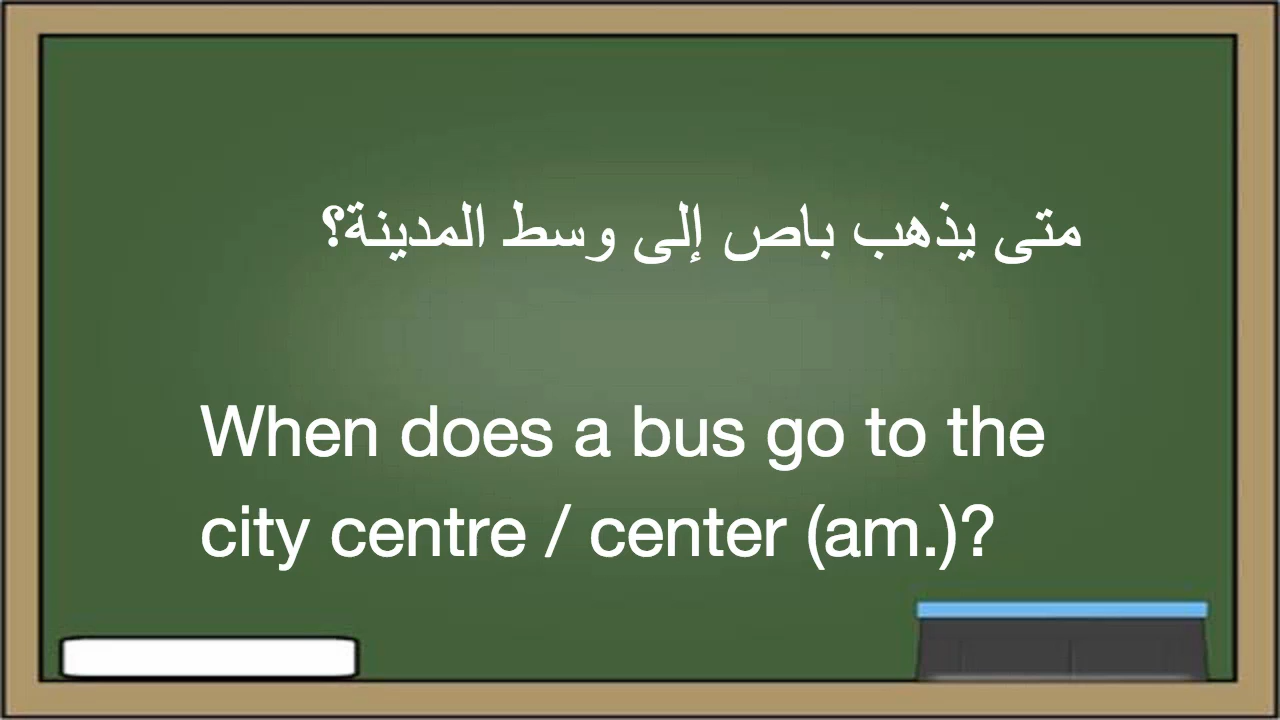 متى يذهب باص إلى وسط المدينة؟
When does a bus go to the
city centre / center (am.)?